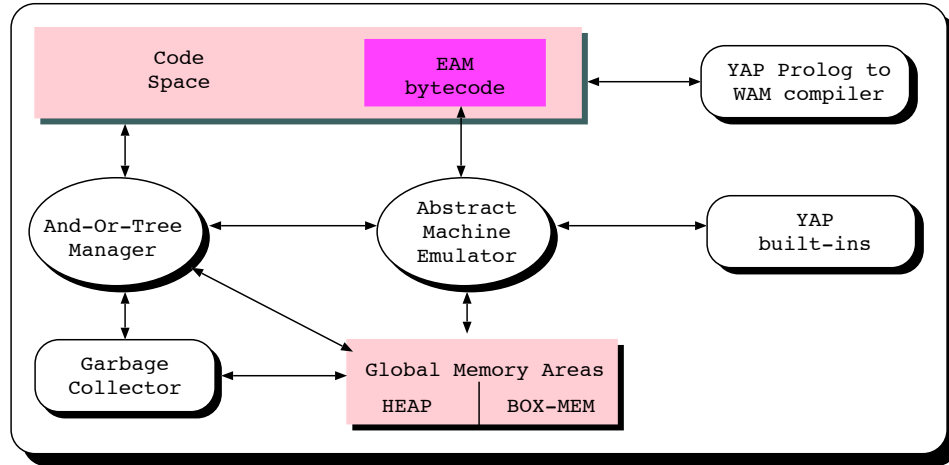 Code
Space
EAM
bytecode
YAP Prolog to
WAM compiler
And-Or-Tree
Manager
Abstract
Machine
Emulator
YAP
built-ins
Garbage
Collector
Global Memory Areas
HEAP
BOX-MEM